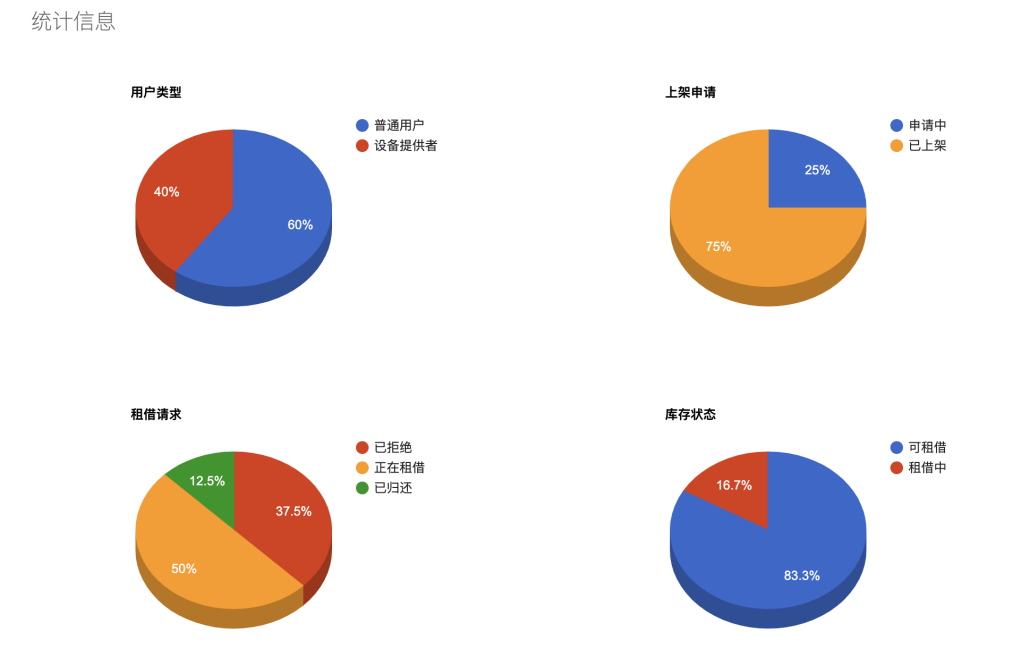 统计信息
用户类型
普通用户
设备提供者
40%
60%
上架申请
申请中
已上架
25%
75%
租借请求
已拒绝
正在租借
已归还
12.5%
37.5%
50%
库存状态
可租借
租借中
16.7%
83.3%